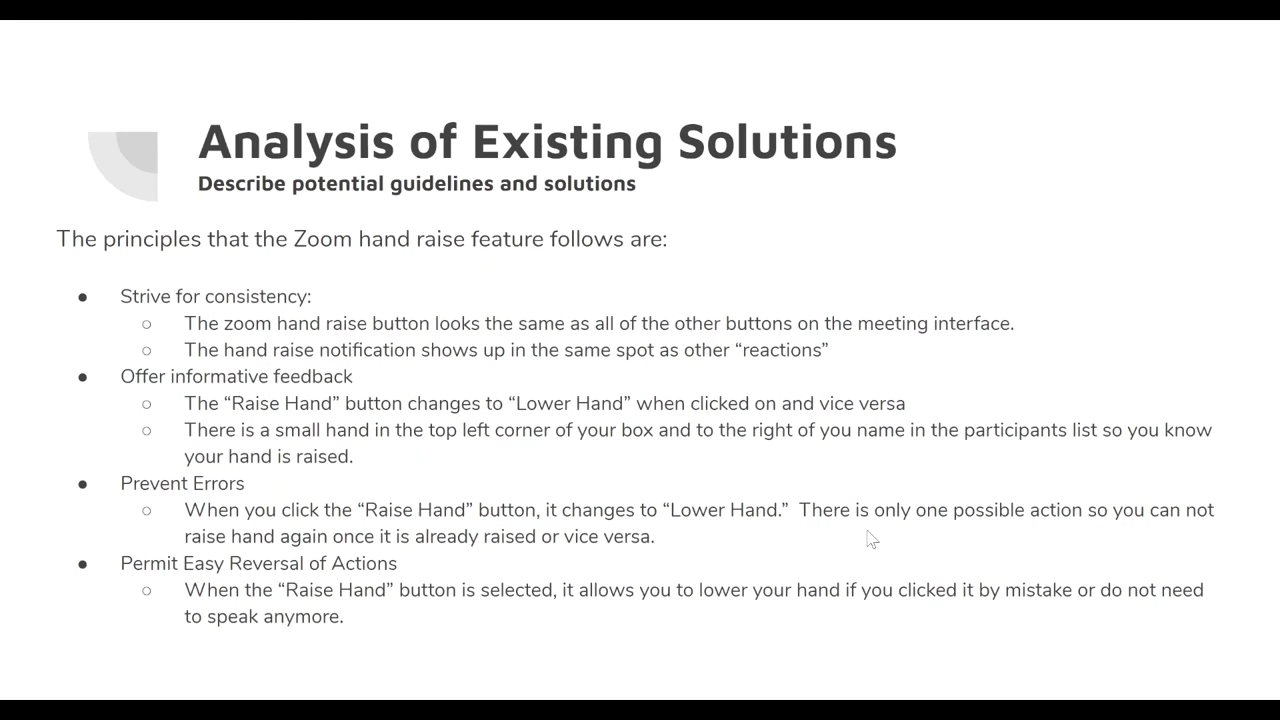 Analysis of Existing Solutions
Describe potential guidelines and solutions
The principles that the Zoom hand raise feature follows are:
● Strive for consistency:
○ The zoom hand raise button looks the same as all of the other buttons on the meeting interface.
○ The hand raise notification shows up in the same spot as other “reactions”
● Offer informative feedback
○ The “Raise Hand” button changes to “Lower Hand” when clicked on and vice versa
○ There is a small hand in the top left corner of your box and to the right of you name in the participants list so you know
your hand is raised.
● Prevent Errors
○ When you click the “Raise Hand” button, it changes to “Lower Hand.”  There is only one possible action so you can not
raise hand again once it is already raised or vice versa.
● Permit Easy Reversal of Actions
○ When the “Raise Hand” button is selected, it allows you to lower your hand if you clicked it by mistake or do not need
to speak anymore.